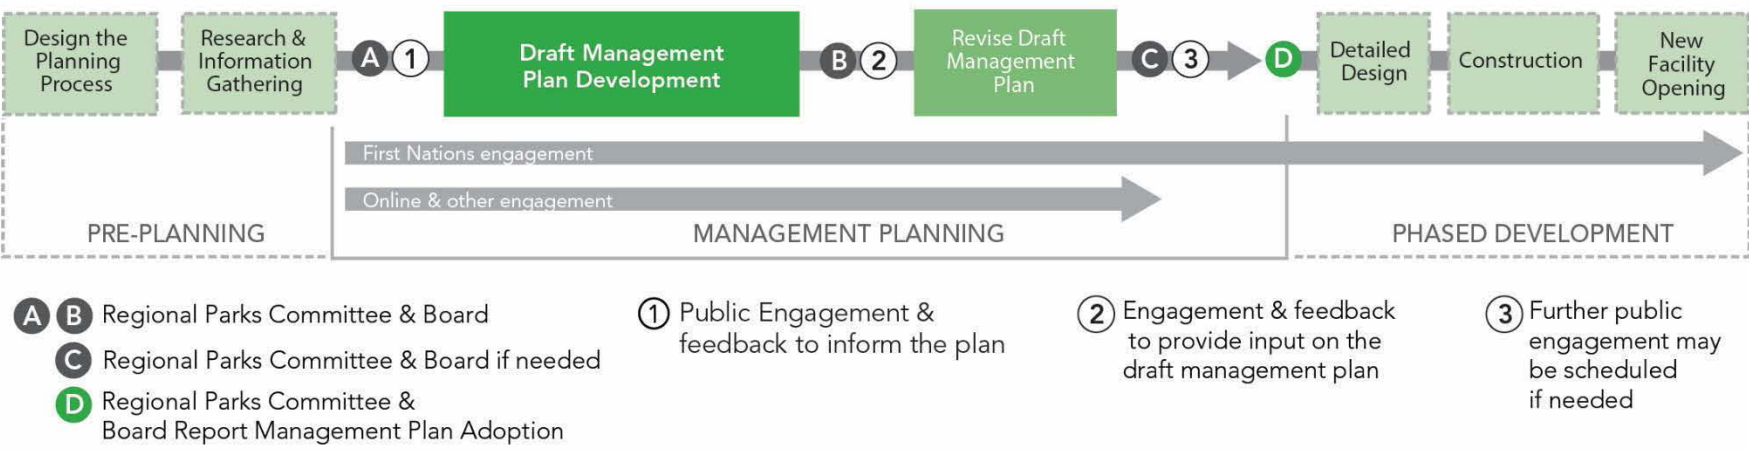 Design the
Planning
Process
Research &
Information
Gathering
A 1
Draft Management
Plan Development
B 2
Revise Draft
Management
Plan
C 3
D
Detailed
Design
Construction
New
Facility
Opening
First Nations engagement
Online & other engagement
PRE-PLANNING
MANAGEMENT PLANNING
PHASED DEVELOPMENT
A B Regional Parks Committee & Board
C Regional Parks Committee & Board if needed
D Regional Parks Committee &
Board Report Management Plan Adoption
1 Public Engagement &
feedback to inform the plan
2 Engagement & feedback
to provide input on the
draft management plan
3 Further public
engagement may
be scheduled
if needed